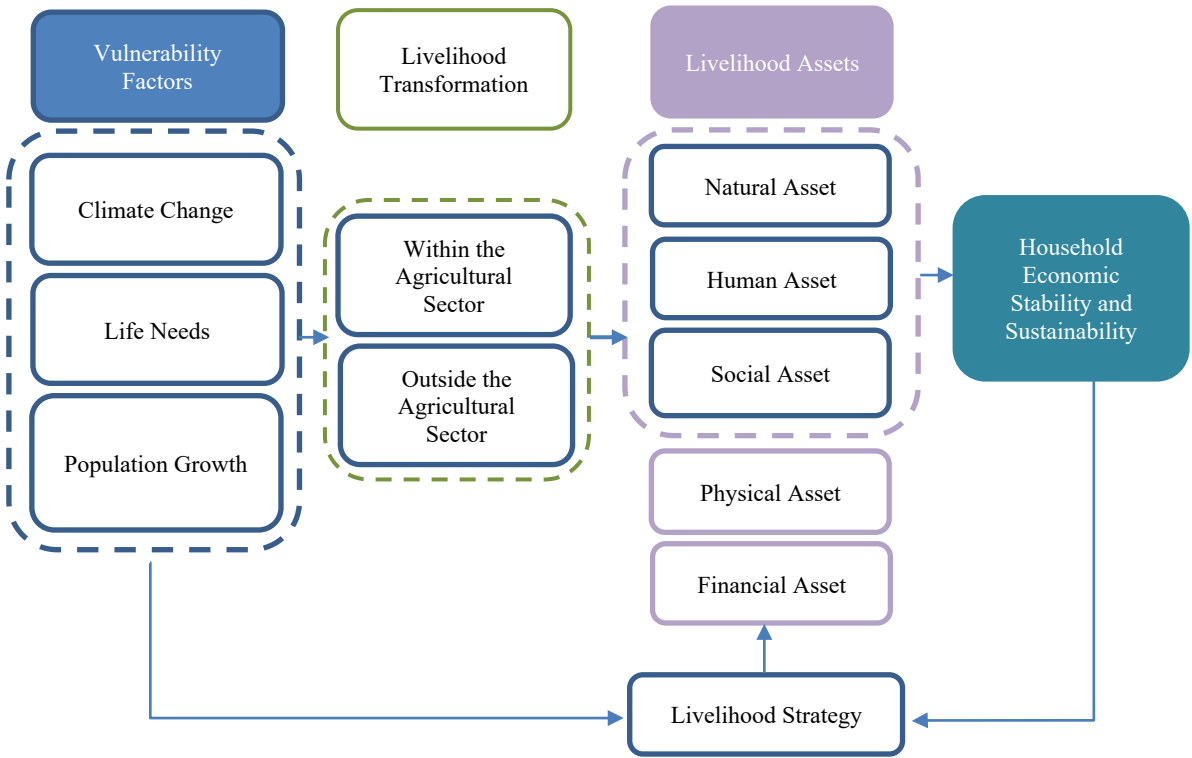 Vulnerability
Factors
Livelihood
Transformation
Livelihood Assets
Climate Change
Life Needs
Population Growth
Within the
Agricultural
Sector
Outside the
Agricultural
Sector
Natural Asset
Human Asset
Social Asset
Physical Asset
Financial Asset
Household
Economic
Stability and
Sustainability
Livelihood Strategy